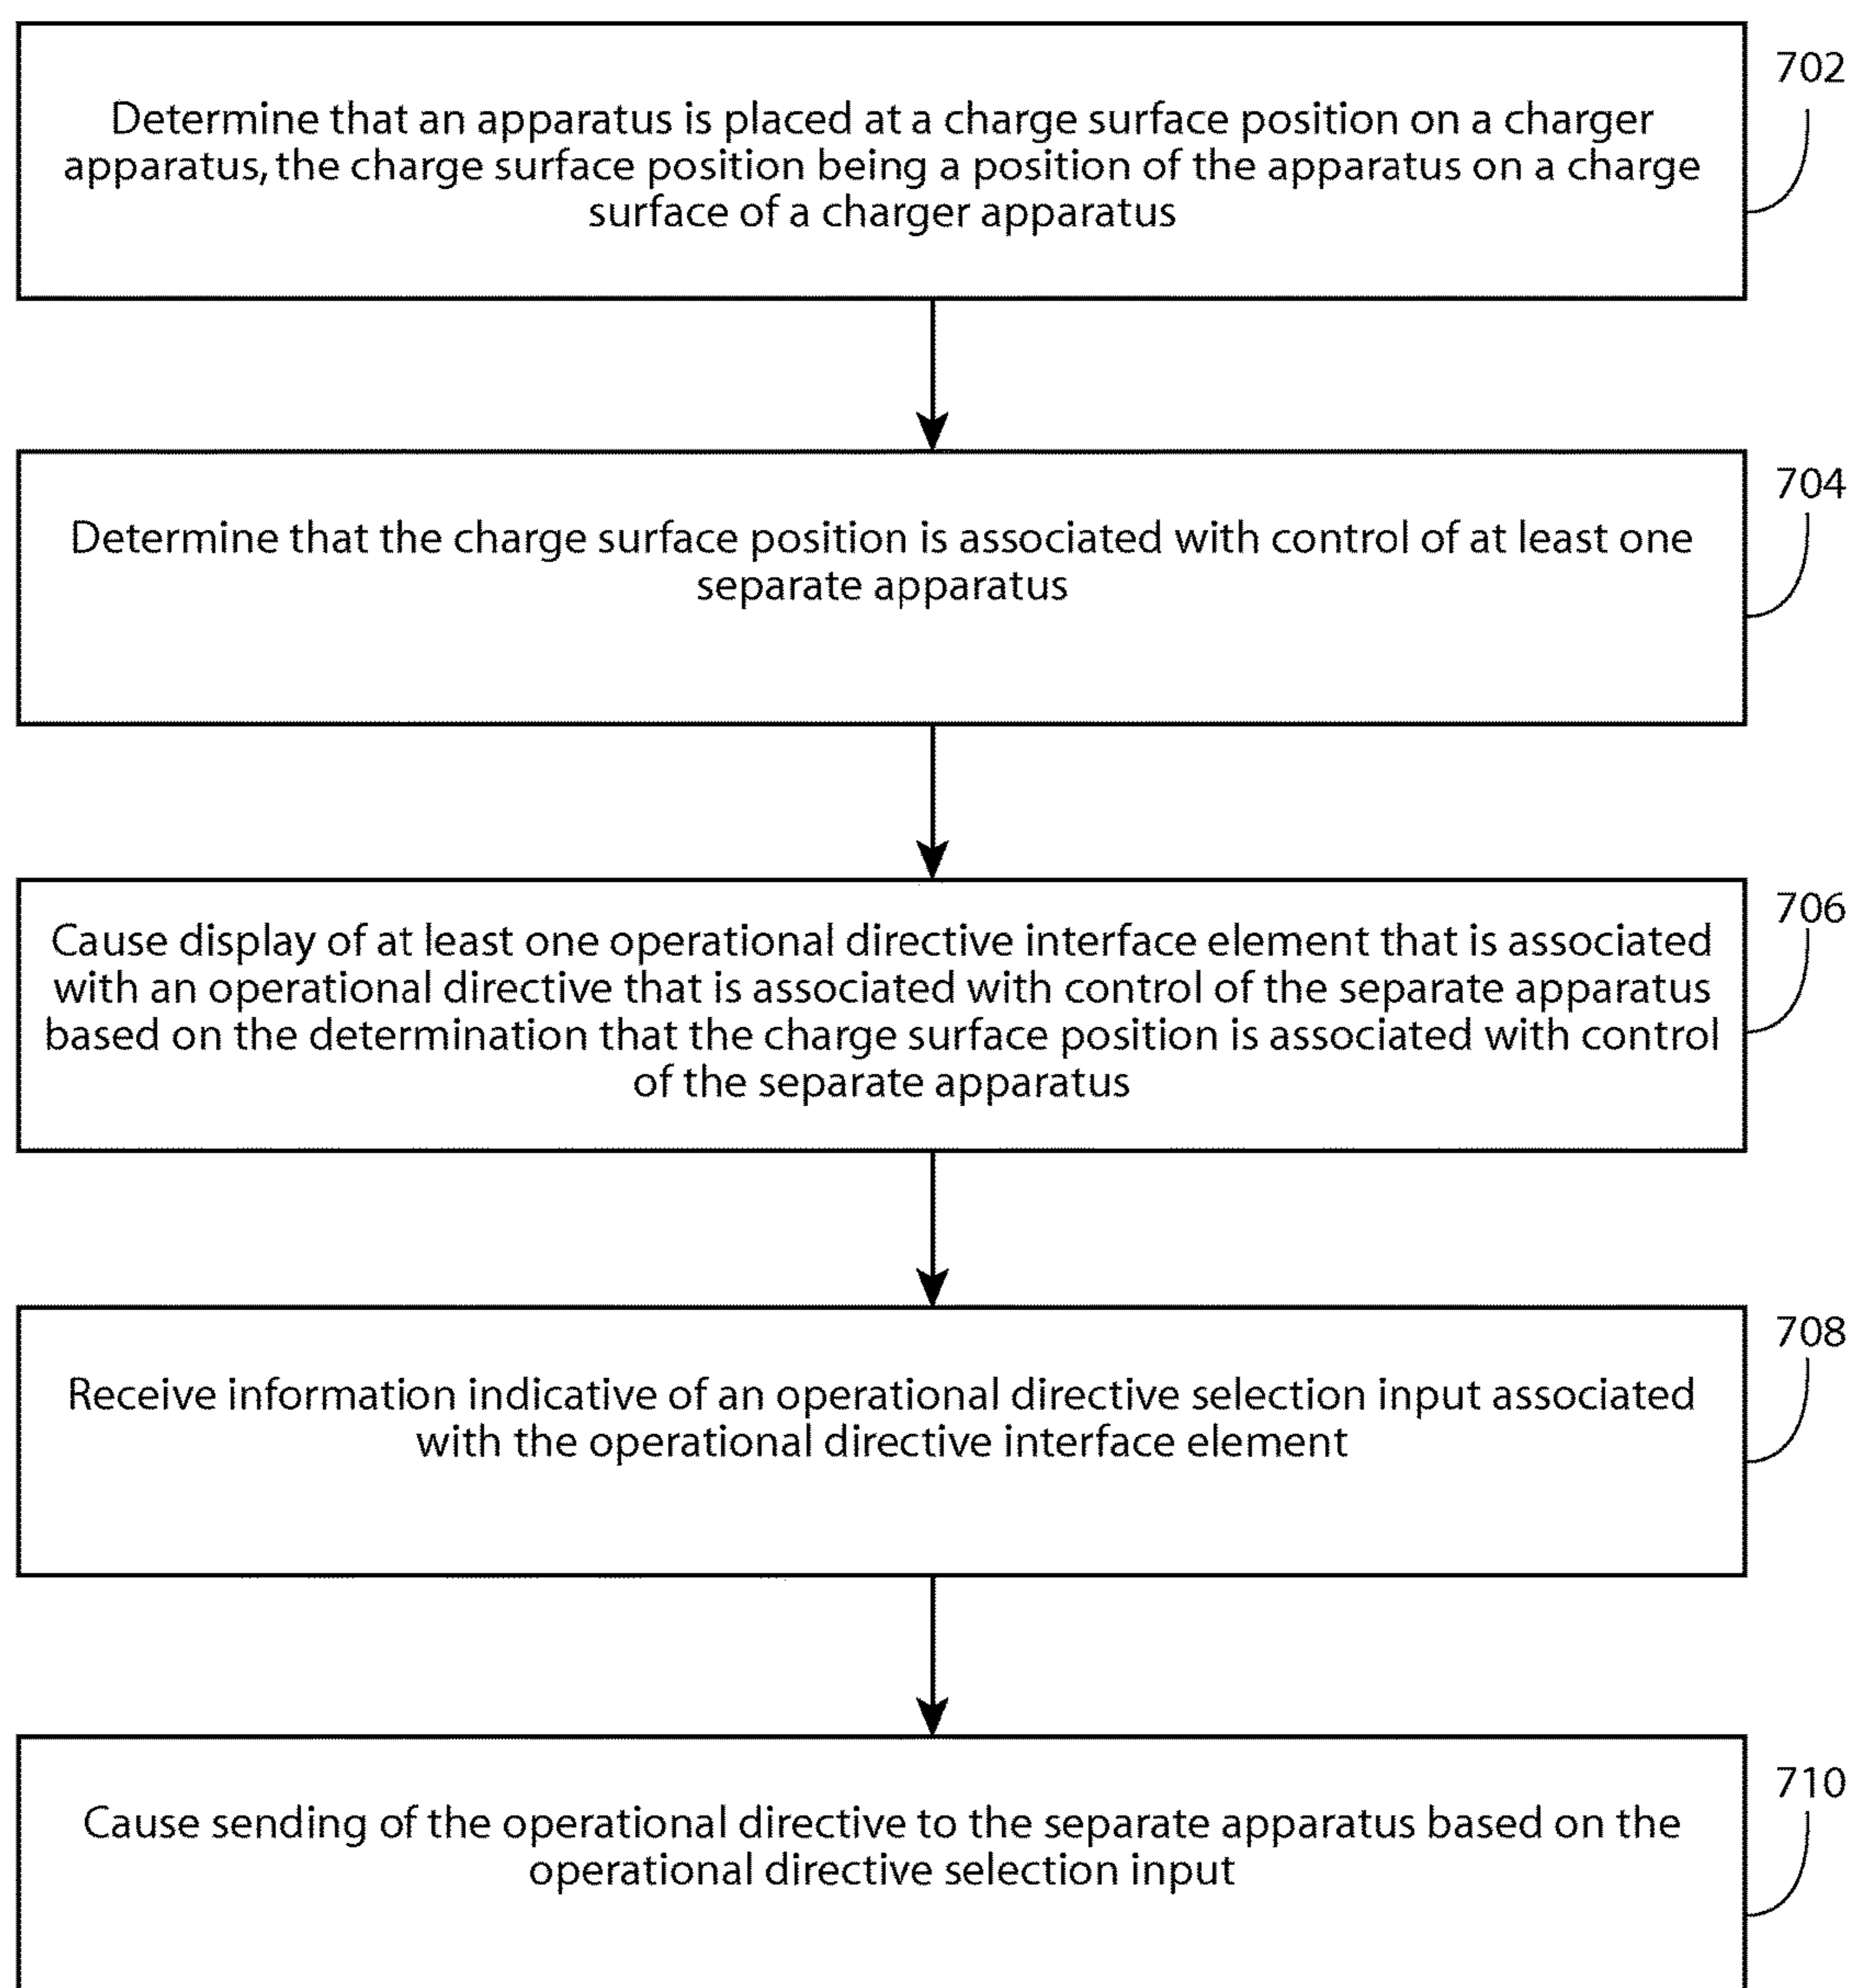 702
Determine that an apparatus is placed at a charge surface position on a charger
apparatus, the charge surface position being a position of the apparatus on a charge
surface of a charger apparatus
704
Determine that the charge surface position is associated with control of at least one
separate apparatus
706
Cause display of at least one operational directive interface element that is associated
with an operational directive that is associated with control of the separate apparatus
based on the determination that the charge surface position is associated with control
of the separate apparatus
708
Receive information indicative of an operational directive selection input associated
with the operational directive interface element
710
Cause sending of the operational directive to the separate apparatus based on the
operational directive selection input